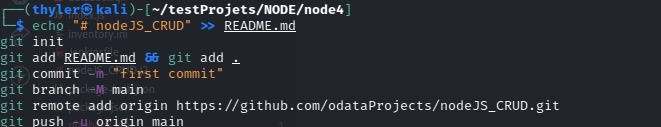 ┌──(thyler㉿kali)-[~/testProjets/NODE/node4]
└─$ echo "# nodeJS_CRUD" >> README.md
git init
git add README.md && git add .
git commit -m "first commit"
git branch -M main
git remote add origin https://github.com/odataProjects/nodeJS_CRUD.git
git push -u origin main